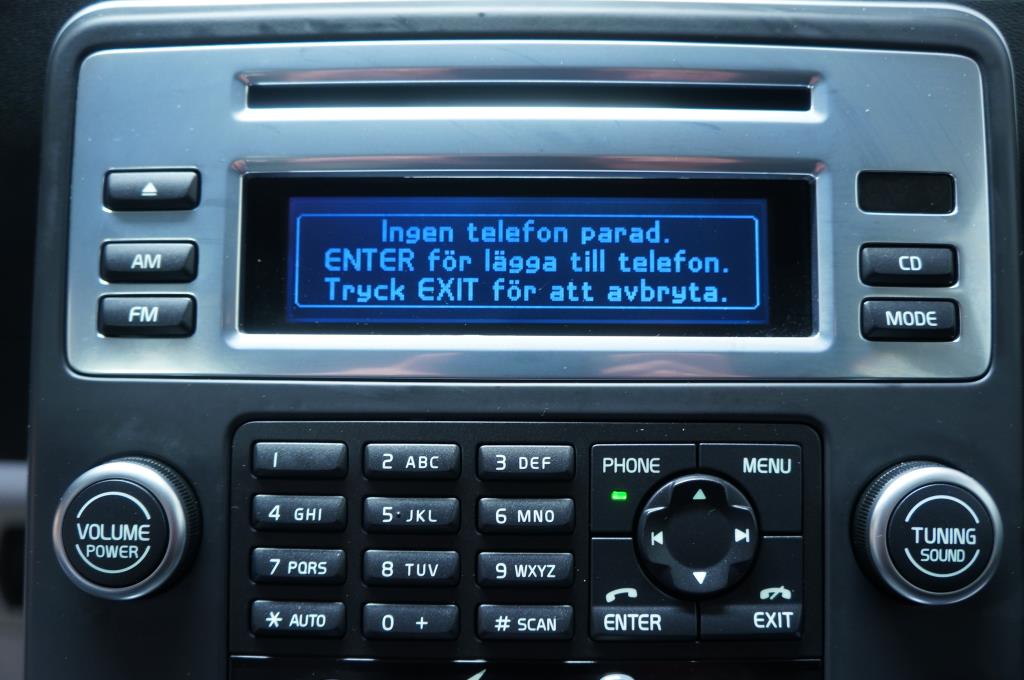 Ingen telefon parad.
ENTER för lägga till telefon.
Tryck EXIT för att avbryta.
AM
FM
CD
MODE
VOLUME
POWER
1
2 ABC
3 DEF
4 GHI
5 JKL
6 MNO
7 PQRS
8 TUV
9 WXYZ
* AUTO
0 +
# SCAN
PHONE
MENU
ENTER
EXIT
TUNING
SOUND